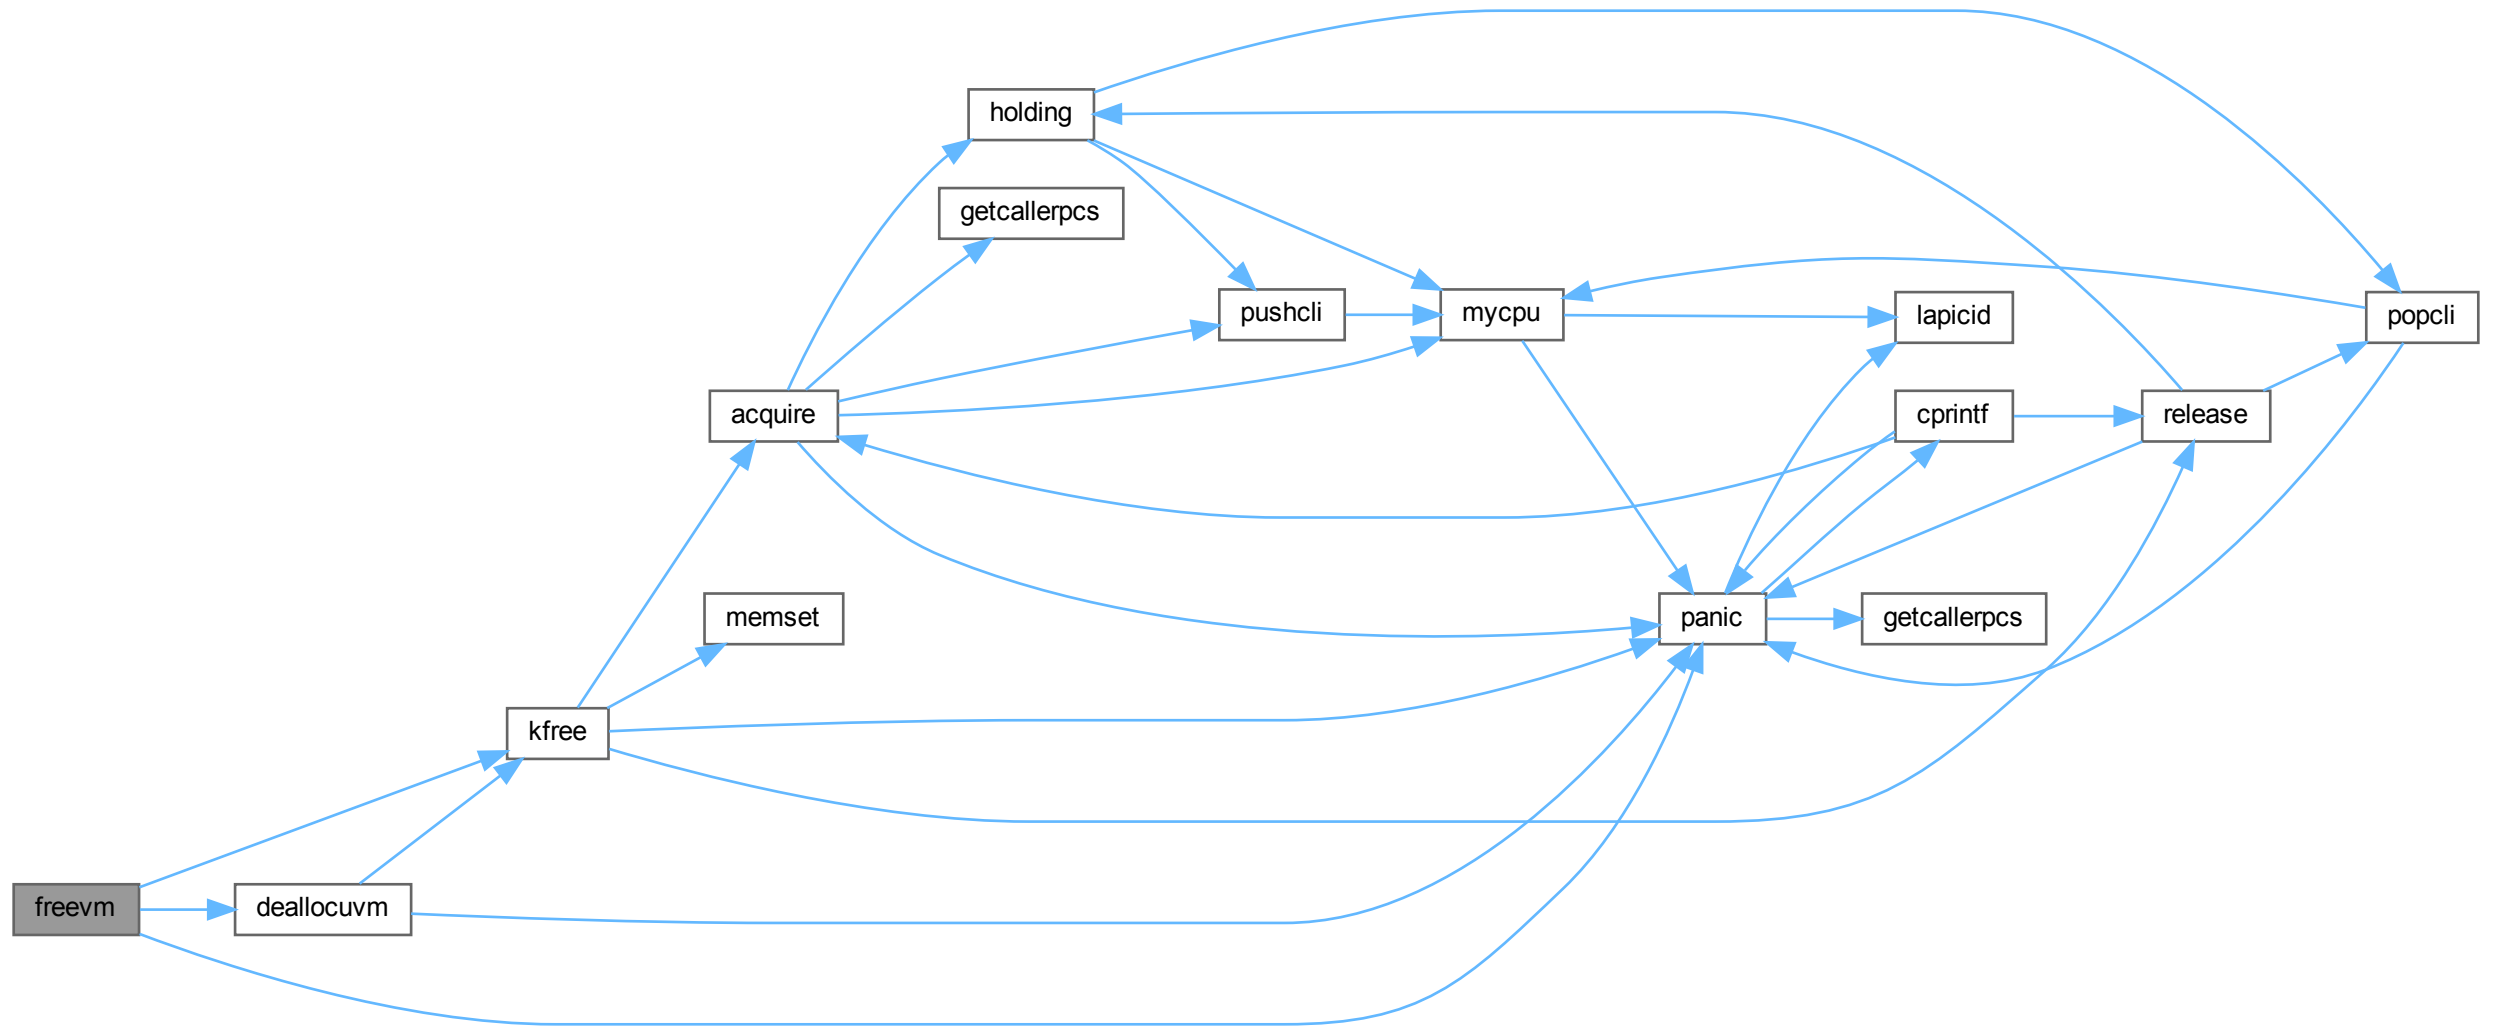 holding
getcallerpcs
pushcli
mycpu
lapicid
popcli
acquire
cprintf
release
memset
panic
getcallerpcs
kfree
freevm
deallocuvm